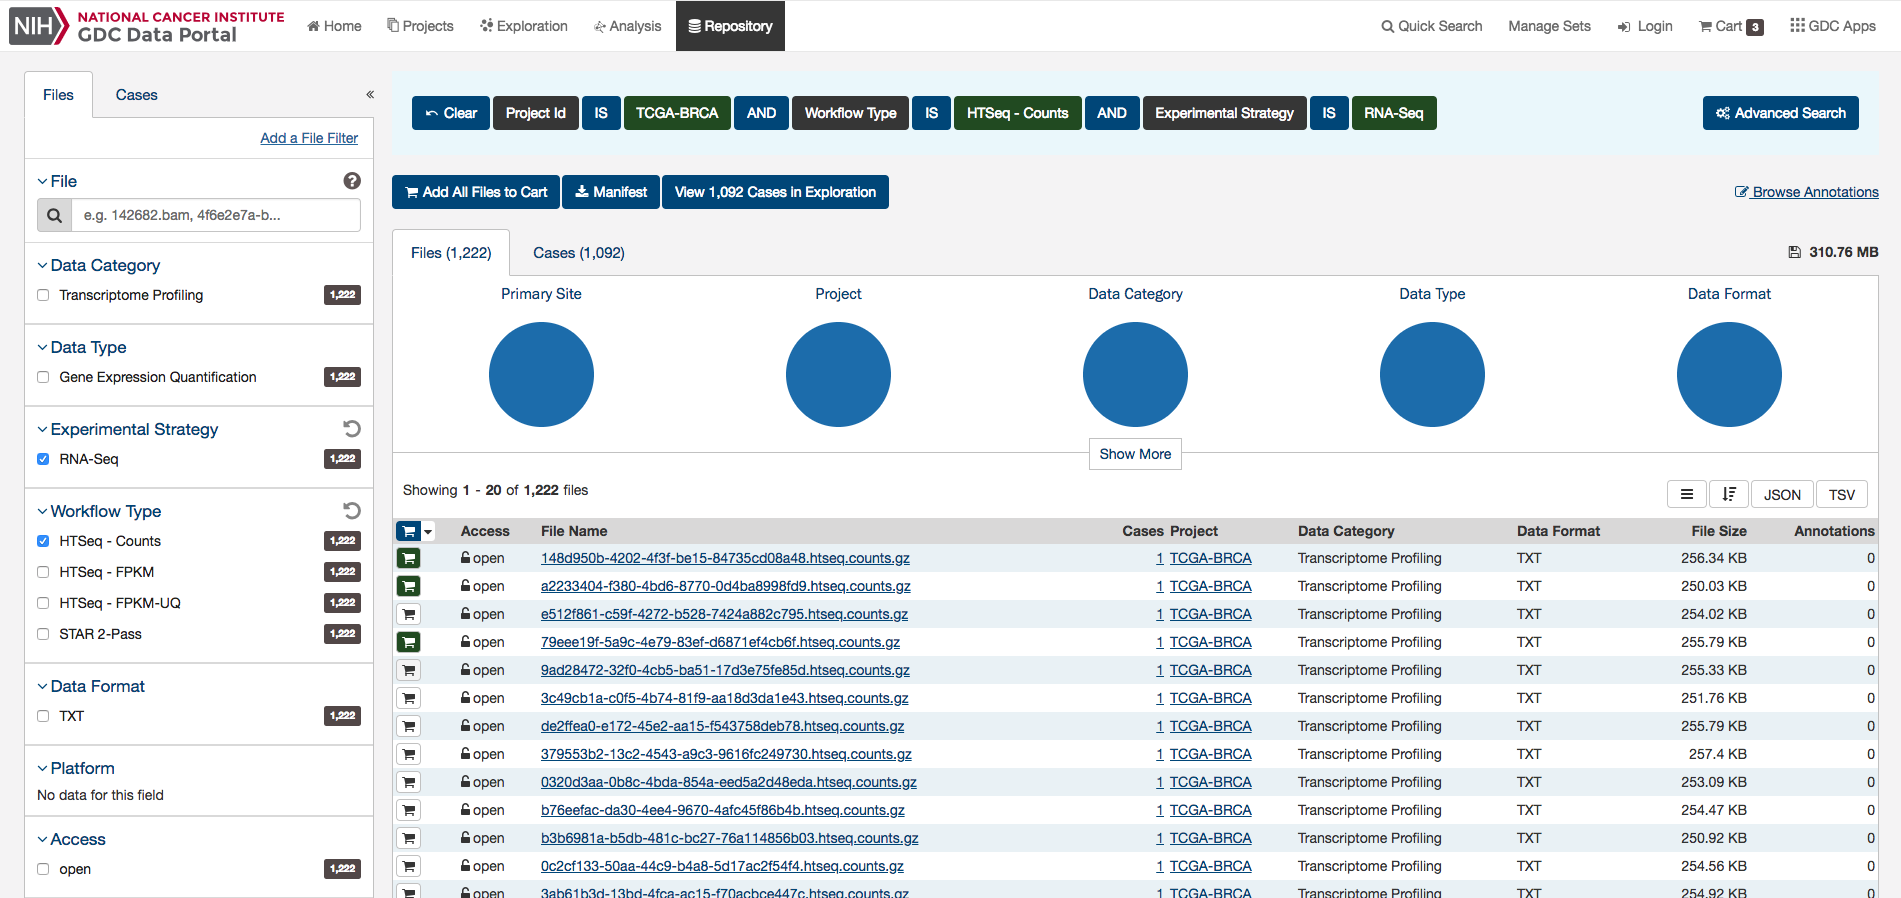 NIH NATIONAL CANCER INSTITUTE
GDC Data Portal
Home Projects Exploration Analysis Repository Quick Search Manage Sets Login Cart 3 GDC Apps
Files Cases «
Add a File Filter
File ?
e.g. 142682.bam, 4f6e2e7a-b...
Data Category
Transcriptome Profiling 1,222
Data Type
Gene Expression Quantification 1,222
Experimental Strategy
RNA-Seq 1,222
Workflow Type
HTSeq - Counts 1,222
HTSeq - FPKM 1,222
HTSeq - FPKM-UQ 1,222
STAR 2-Pass 1,222
Data Format
TXT 1,222
Platform
No data for this field
Access
open 1,222
Clear Project Id IS TCGA-BRCA AND Workflow Type IS HTSeq - Counts AND Experimental Strategy IS RNA-Seq Advanced Search
Add All Files to Cart Manifest View 1,092 Cases in Exploration Browse Annotations
Files (1,222) Cases (1,092) 310.76 MB
Primary Site Project Data Category Data Type Data Format
Show More
Showing 1 - 20 of 1,222 files JSON TSV
Access File Name Cases Project Data Category Data Format File Size Annotations
open 148d950b-4202-4f3f-be15-84735cd08a48.htseq.counts.gz 1 TCGA-BRCA Transcriptome Profiling TXT 256.34 KB 0
open a2233404-f380-4bd6-8770-0d4ba8998fd9.htseq.counts.gz 1 TCGA-BRCA Transcriptome Profiling TXT 250.03 KB 0
open e512f861-c59f-4272-b528-7424a882c795.htseq.counts.gz 1 TCGA-BRCA Transcriptome Profiling TXT 254.02 KB 0
open 79eee19f-5a9c-4e79-83ef-d6871ef4cb6f.htseq.counts.gz 1 TCGA-BRCA Transcriptome Profiling TXT 255.79 KB 0
open 9ad28472-32f0-4cb5-ba51-17d3e75fe85d.htseq.counts.gz 1 TCGA-BRCA Transcriptome Profiling TXT 255.33 KB 0
open 3c49cb1a-c0f5-4b74-81f9-aa18d3da1e43.htseq.counts.gz 1 TCGA-BRCA Transcriptome Profiling TXT 251.76 KB 0
open de2ffea0-e172-45e2-aa15-f543758deb78.htseq.counts.gz 1 TCGA-BRCA Transcriptome Profiling TXT 255.79 KB 0
open 379553b2-13c2-4543-a9c3-9616fc249730.htseq.counts.gz 1 TCGA-BRCA Transcriptome Profiling TXT 257.4 KB 0
open 0320d3aa-0b8c-4bda-854a-eed5a2d48eda.htseq.counts.gz 1 TCGA-BRCA Transcriptome Profiling TXT 253.09 KB 0
open b76eefac-da30-4ee4-9670-4afc45f86b4b.htseq.counts.gz 1 TCGA-BRCA Transcriptome Profiling TXT 254.47 KB 0
open b3b6981a-b5db-481c-bc27-76a114856b03.htseq.counts.gz 1 TCGA-BRCA Transcriptome Profiling TXT 250.92 KB 0
open 0c2cf133-50aa-44c9-b4a8-5d17ac2f54f4.htseq.counts.gz 1 TCGA-BRCA Transcriptome Profiling TXT 254.56 KB 0
open 3ab61b3d-13bd-4fca-ac15-f70acbce447c.htseq.counts.gz 1 TCGA-BRCA Transcriptome Profiling TXT 254.92 KB 0